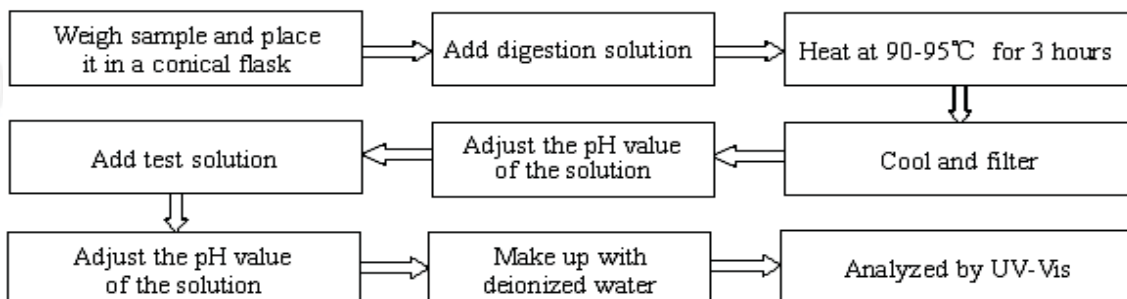 Weigh sample and place
it in a conical flask
Add digestion solution
Heat at 90-95℃ for 3 hours
Cool and filter
Adjust the pH value
of the solution
Add test solution
Adjust the pH value
of the solution
Make up with
deionized water
Analyzed by UV-Vis